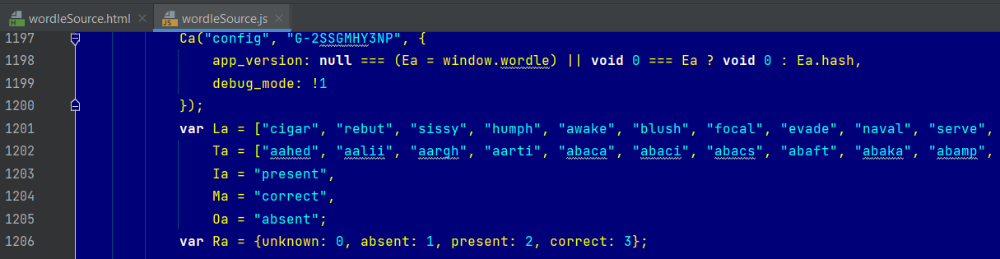 wordleSource.html × wordleSource.js ×
1197 Ca("config", "G-2SSGMHY3NP", {
1198 app_version: null === (Ea = window.wordle) || void 0 === Ea ? void 0 : Ea.hash,
1199 debug_mode: !1
1200 });
1201 var La = ["cigar", "rebut", "sissy", "humph", "awake", "blush", "focal", "evade", "naval", "serve",
1202 Ta = ["aahed", "aalii", "aargh", "aarti", "abaca", "abaci", "abacs", "abaft", "abaka", "abamp",
1203 Ia = "present",
1204 Ma = "correct",
1205 Oa = "absent";
1206 var Ra = {unknown: 0, absent: 1, present: 2, correct: 3};